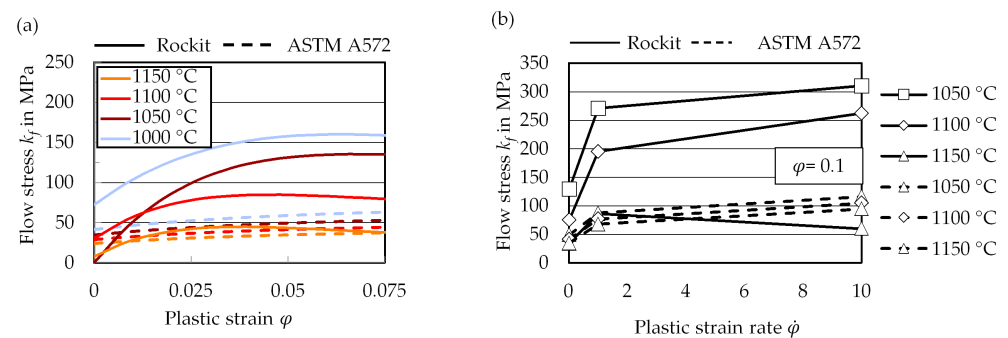 (a)
Rockit ASTM A572
Flow stress k_f in MPa
250
200
150
100
50
0
1150 °C
1100 °C
1050 °C
1000 °C
0 0.025 0.05 0.075
Plastic strain φ
(b)
Rockit ASTM A572
Flow stress k_f in MPa
350
300
250
200
150
100
50
0
φ= 0.1
0 2 4 6 8 10
Plastic strain rate φ̇
1050 °C
1100 °C
1150 °C
1050 °C
1100 °C
1150 °C